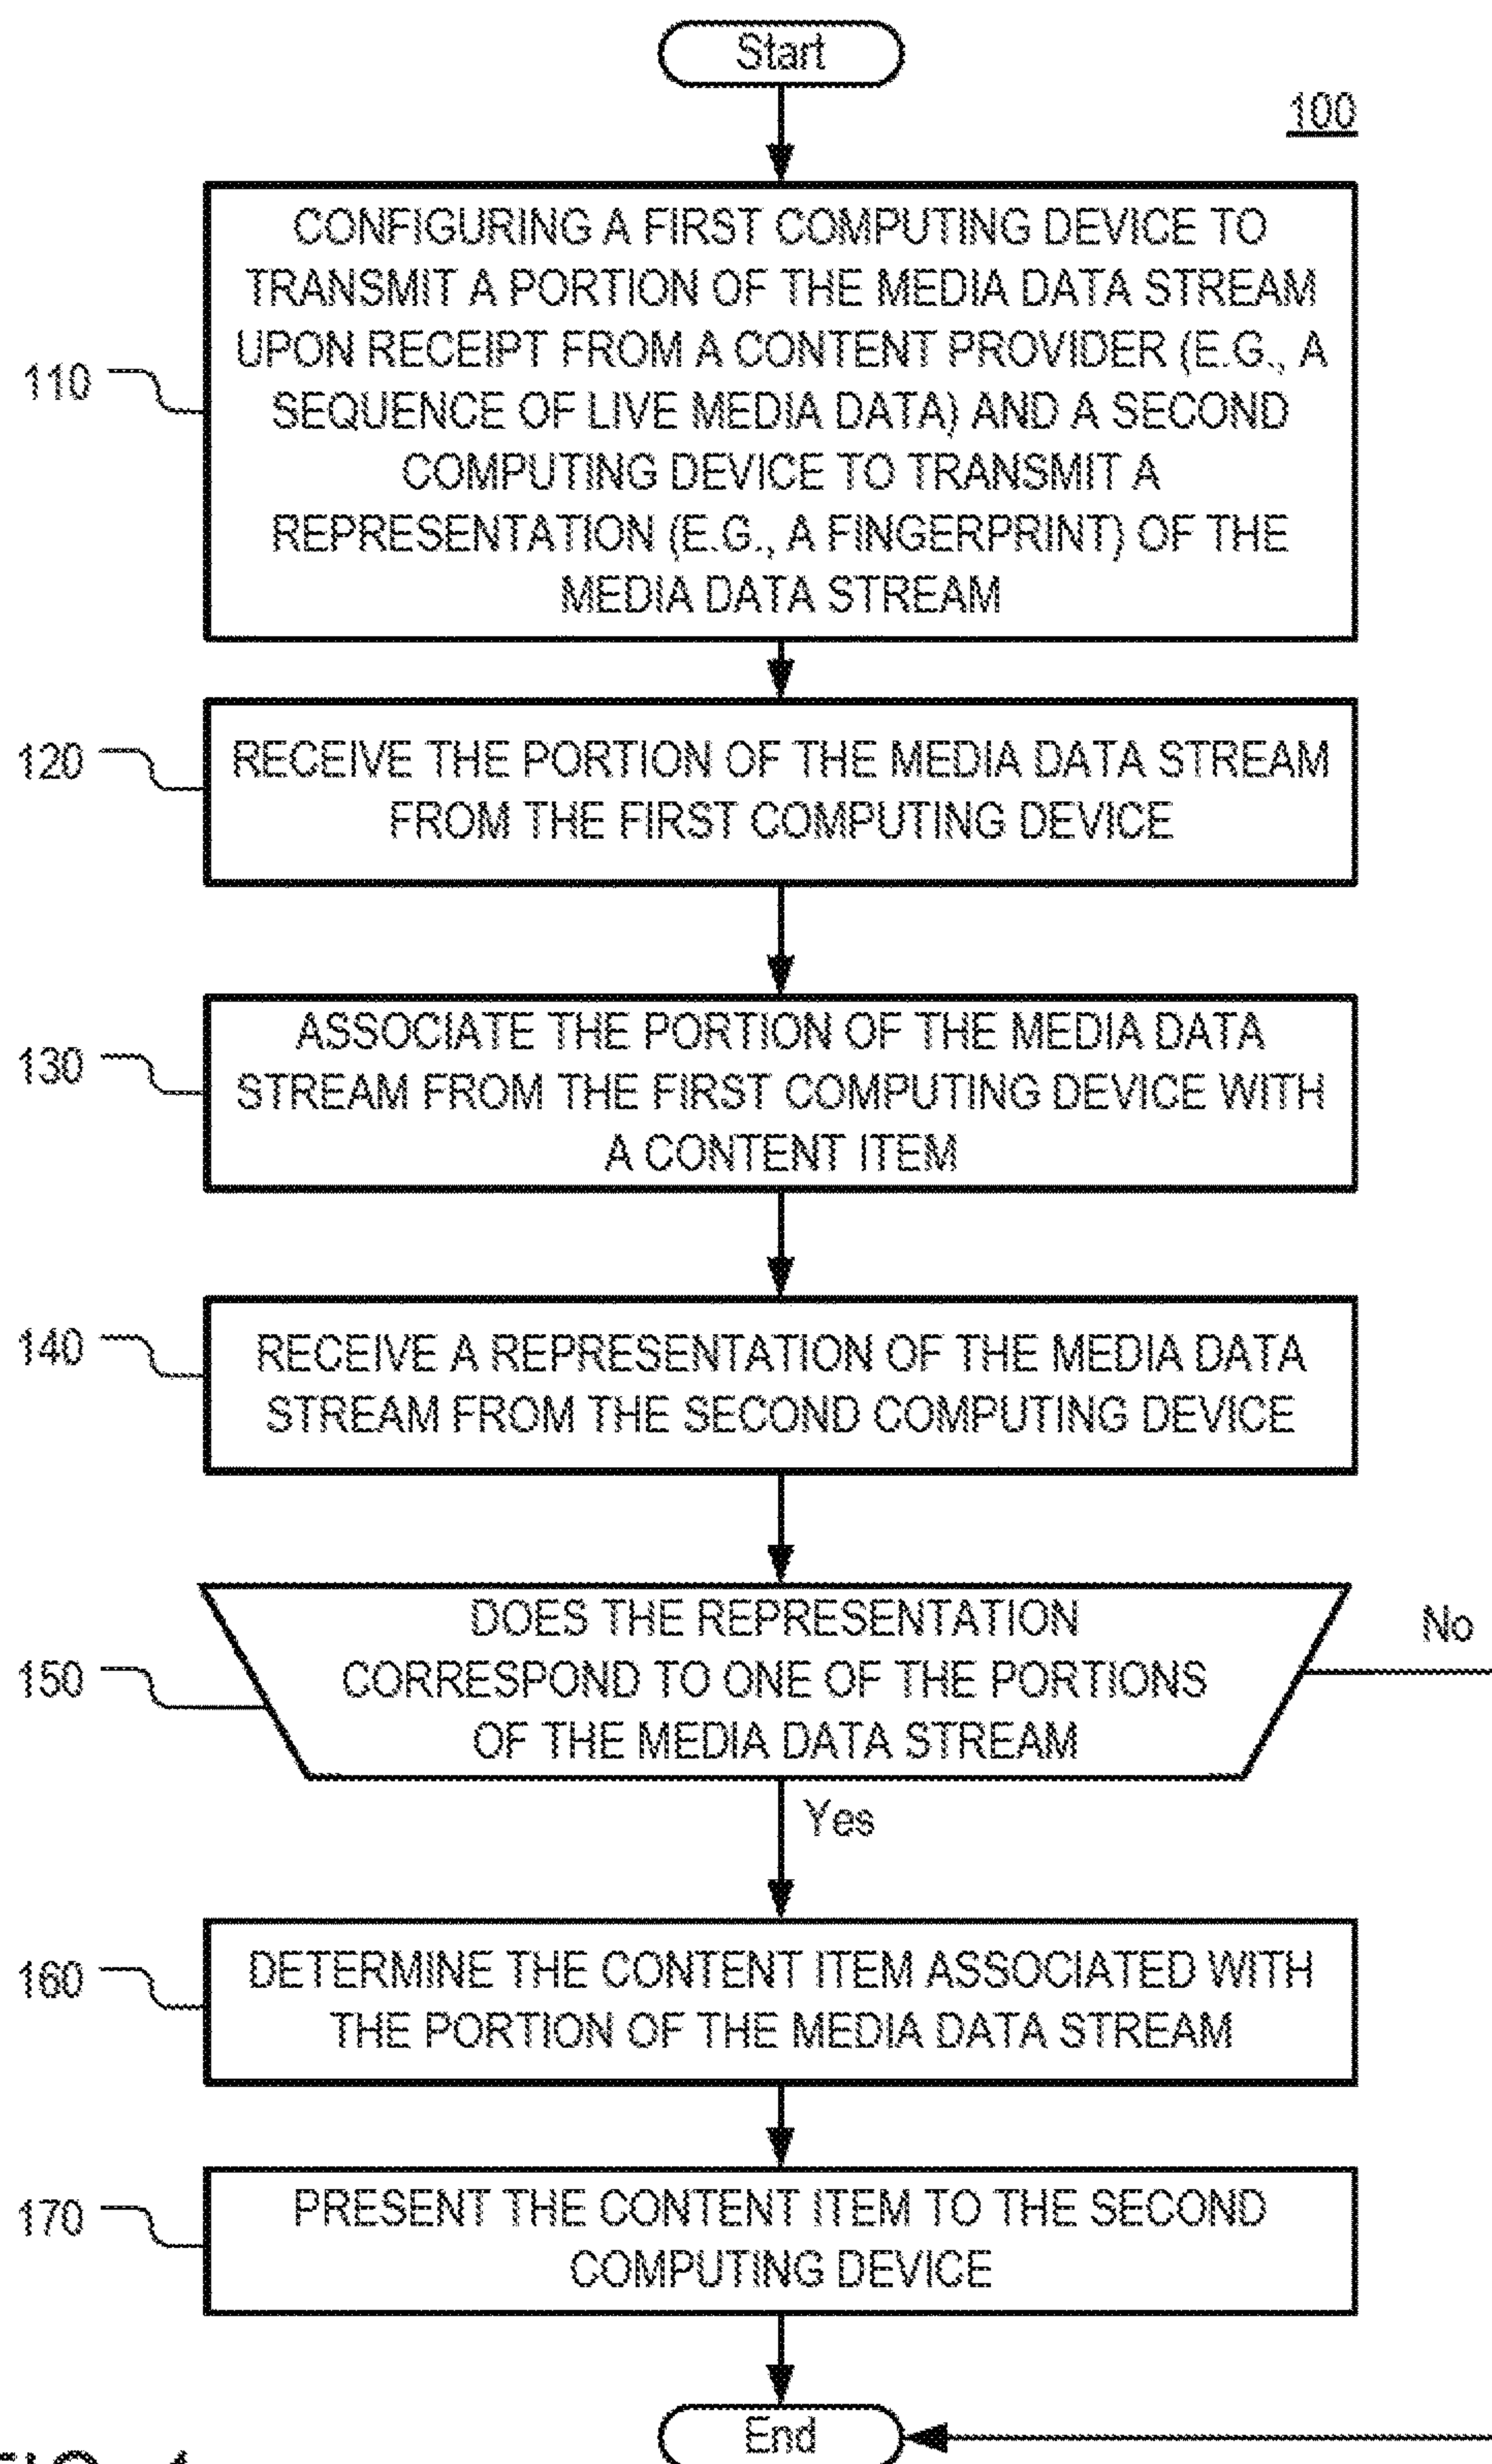 Start
100
CONFIGURING A FIRST COMPUTING DEVICE TO
TRANSMIT A PORTION OF THE MEDIA DATA STREAM
UPON RECEIPT FROM A CONTENT PROVIDER (E.G., A
SEQUENCE OF LIVE MEDIA DATA) AND A SECOND
COMPUTING DEVICE TO TRANSMIT A
REPRESENTATION (E.G., A FINGERPRINT) OF THE
MEDIA DATA STREAM
110
RECEIVE THE PORTION OF THE MEDIA DATA STREAM
FROM THE FIRST COMPUTING DEVICE
120
ASSOCIATE THE PORTION OF THE MEDIA DATA
STREAM FROM THE FIRST COMPUTING DEVICE WITH
A CONTENT ITEM
130
RECEIVE A REPRESENTATION OF THE MEDIA DATA
STREAM FROM THE SECOND COMPUTING DEVICE
140
DOES THE REPRESENTATION
CORRESPOND TO ONE OF THE PORTIONS
OF THE MEDIA DATA STREAM
150
No
Yes
DETERMINE THE CONTENT ITEM ASSOCIATED WITH
THE PORTION OF THE MEDIA DATA STREAM
160
PRESENT THE CONTENT ITEM TO THE SECOND
COMPUTING DEVICE
170
End